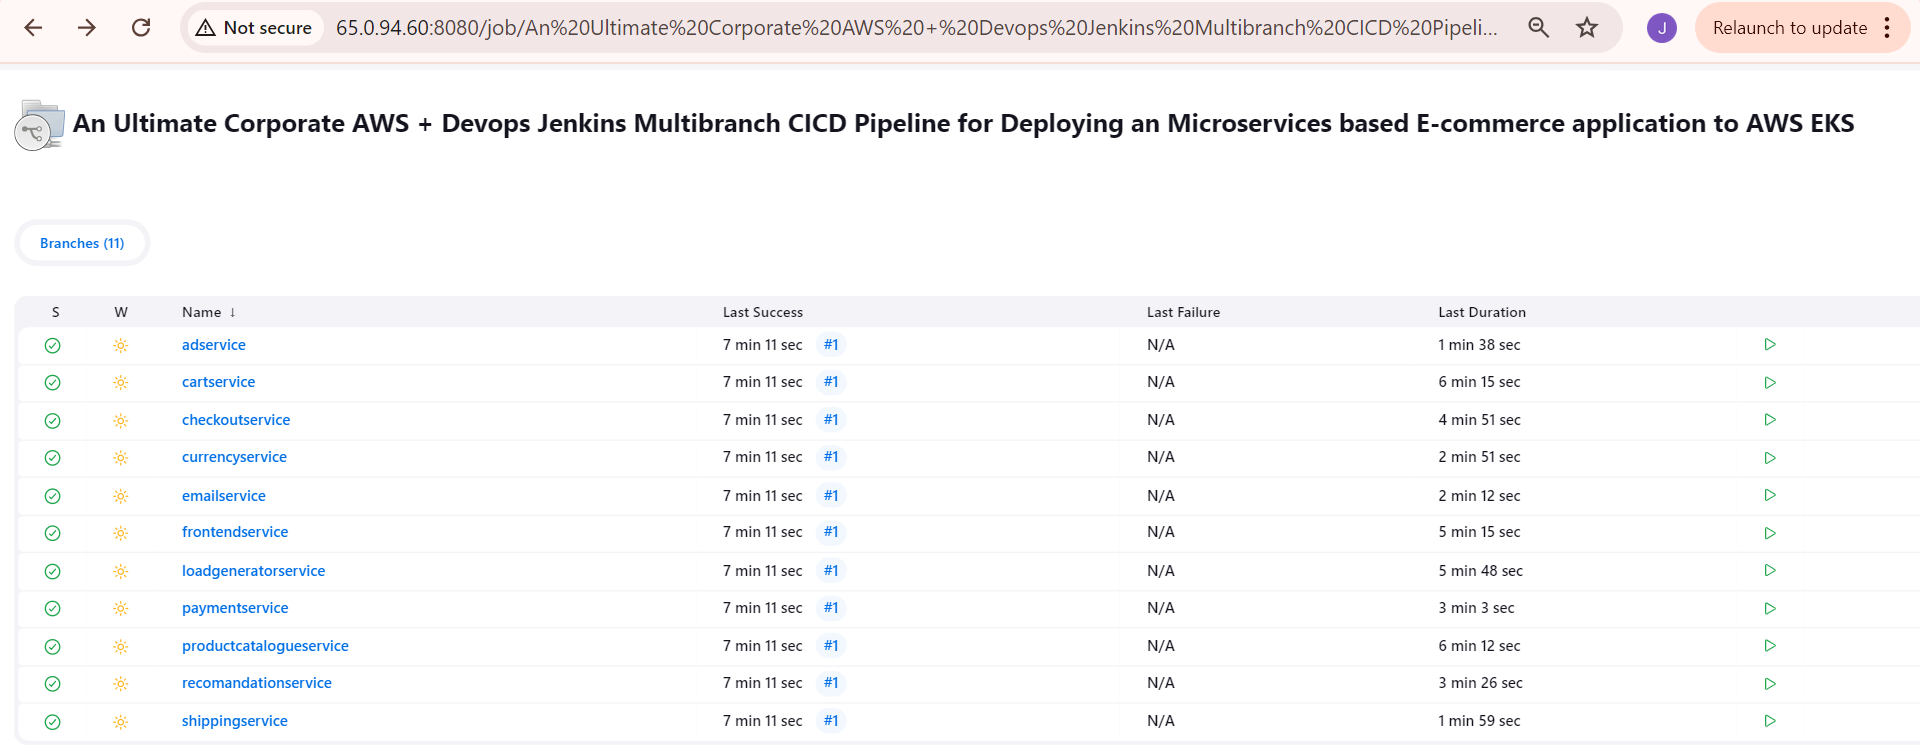 Not secure 65.0.94.60:8080/job/An%20Ultimate%20Corporate%20AWS%20+%20Devops%20Jenkins%20Multibranch%20CICD%20Pipeli... J Relaunch to update
An Ultimate Corporate AWS + Devops Jenkins Multibranch CICD Pipeline for Deploying an Microservices based E-commerce application to AWS EKS
Branches (11)
S W Name ↓ Last Success Last Failure Last Duration
adservice 7 min 11 sec #1 N/A 1 min 38 sec
cartservice 7 min 11 sec #1 N/A 6 min 15 sec
checkoutservice 7 min 11 sec #1 N/A 4 min 51 sec
currencyservice 7 min 11 sec #1 N/A 2 min 51 sec
emailservice 7 min 11 sec #1 N/A 2 min 12 sec
frontendservice 7 min 11 sec #1 N/A 5 min 15 sec
loadgeneratorservice 7 min 11 sec #1 N/A 5 min 48 sec
paymentservice 7 min 11 sec #1 N/A 3 min 3 sec
productcatalogueservice 7 min 11 sec #1 N/A 6 min 12 sec
recomandationservice 7 min 11 sec #1 N/A 3 min 26 sec
shippingservice 7 min 11 sec #1 N/A 1 min 59 sec